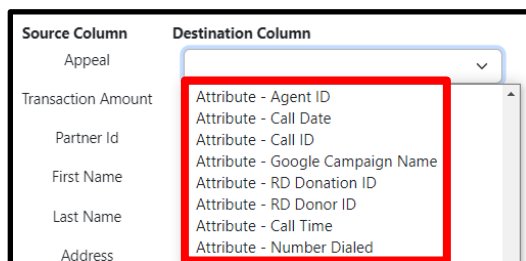 Source Column Destination Column
Appeal
Transaction Amount
Attribute - Agent ID
Attribute - Call Date
Partner Id
Attribute - Call ID
Attribute - Google Campaign Name
First Name
Attribute - RD Donation ID
Attribute - RD Donor ID
Last Name
Attribute - Call Time
Attribute - Number Dialed
Address